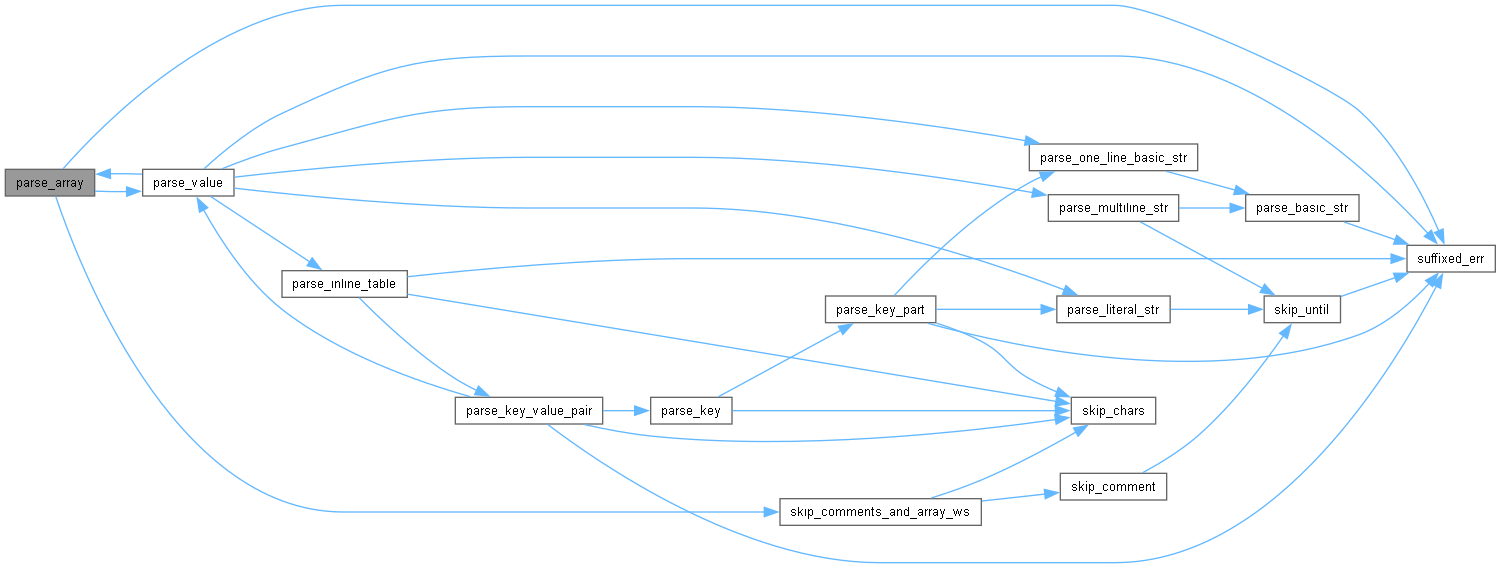 parse_array
parse_value
parse_inline_table
parse_key_value_pair
parse_key
parse_key_part
skip_comments_and_array_ws
parse_one_line_basic_str
parse_multiline_str
parse_literal_str
skip_chars
skip_comment
parse_basic_str
skip_until
suffixed_err